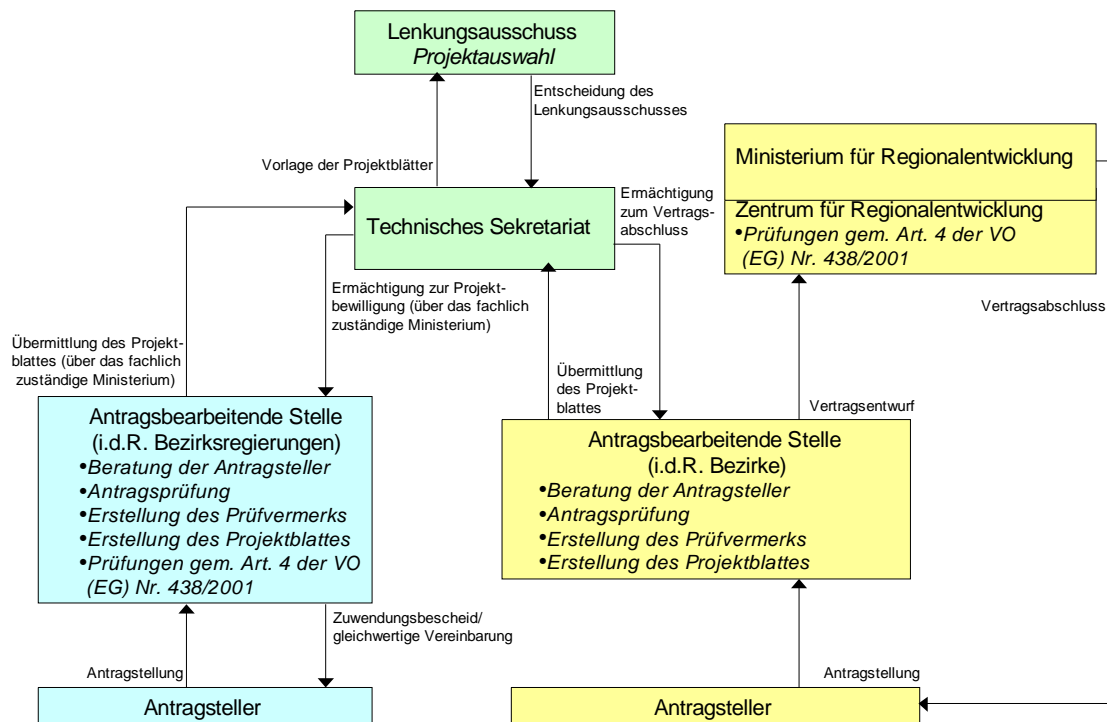 Lenkungsausschuss
Projektauswahl
Entscheidung des
Lenkungsausschusses
Vorlage der Projektblätter
Ministerium für Regionalentwicklung
Zentrum für Regionalentwicklung
•Prüfungen gem. Art. 4 der VO
(EG) Nr. 438/2001
Ermächtigung
zum Vertrags-
abschluss
Technisches Sekretariat
Ermächtigung zur Projekt-
bewilligung (über das fachlich
zuständige Ministerium)
Vertragsabschluss
Übermittlung des Projekt-
blattes (über das fachlich
zuständige Ministerium)
Übermittlung
des Projekt-
blattes
Vertragsentwurf
Antragsbearbeitende Stelle
(i.d.R. Bezirksregierungen)
•Beratung der Antragsteller
•Antragsprüfung
•Erstellung des Prüfvermerks
•Erstellung des Projektblattes
•Prüfungen gem. Art. 4 der VO
(EG) Nr. 438/2001
Antragsbearbeitende Stelle
(i.d.R. Bezirke)
•Beratung der Antragsteller
•Antragsprüfung
•Erstellung des Prüfvermerks
•Erstellung des Projektblattes
Zuwendungsbescheid/
gleichwertige Vereinbarung
Antragstellung
Antragstellung
Antragsteller
Antragsteller